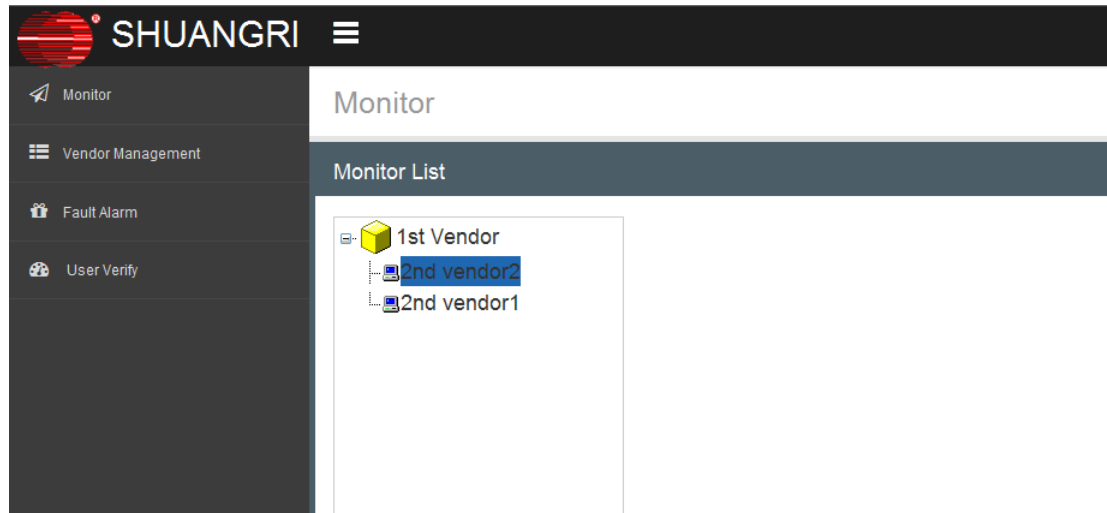 SHUANGRI
Monitor
Vendor Management
Fault Alarm
User Verify
Monitor
Monitor List
1st Vendor
2nd vendor2
2nd vendor1